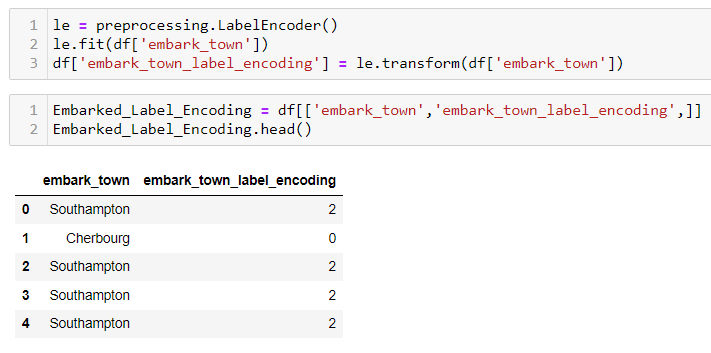 1 le = preprocessing.LabelEncoder()
2 le.fit(df['embark_town'])
3 df['embark_town_label_encoding'] = le.transform(df['embark_town'])
1 Embarked_Label_Encoding = df[['embark_town','embark_town_label_encoding',]]
2 Embarked_Label_Encoding.head()
embark_town embark_town_label_encoding
0 Southampton 2
1 Cherbourg 0
2 Southampton 2
3 Southampton 2
4 Southampton 2